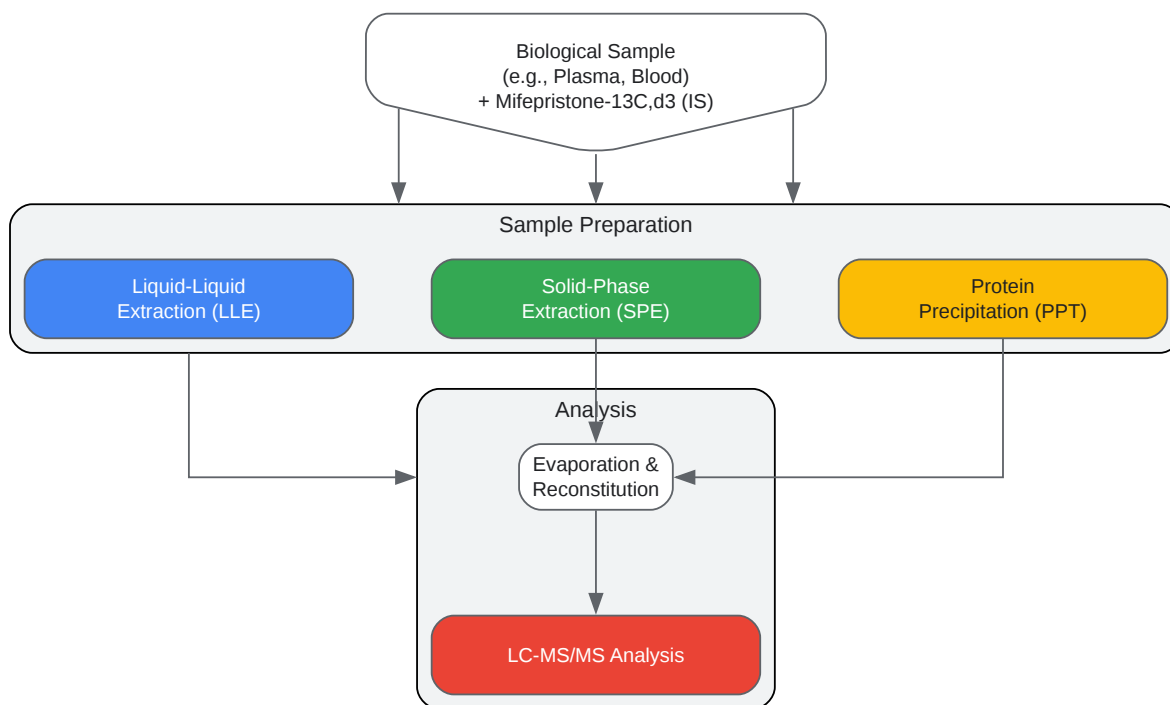 Biological Sample
(e.g., Plasma, Blood)
+ Mifepristone-13C,d3 (IS)
Sample Preparation
Liquid-Liquid
Extraction (LLE)
Solid-Phase
Extraction (SPE)
Protein
Precipitation (PPT)
Analysis
Evaporation &
Reconstitution
LC-MS/MS Analysis